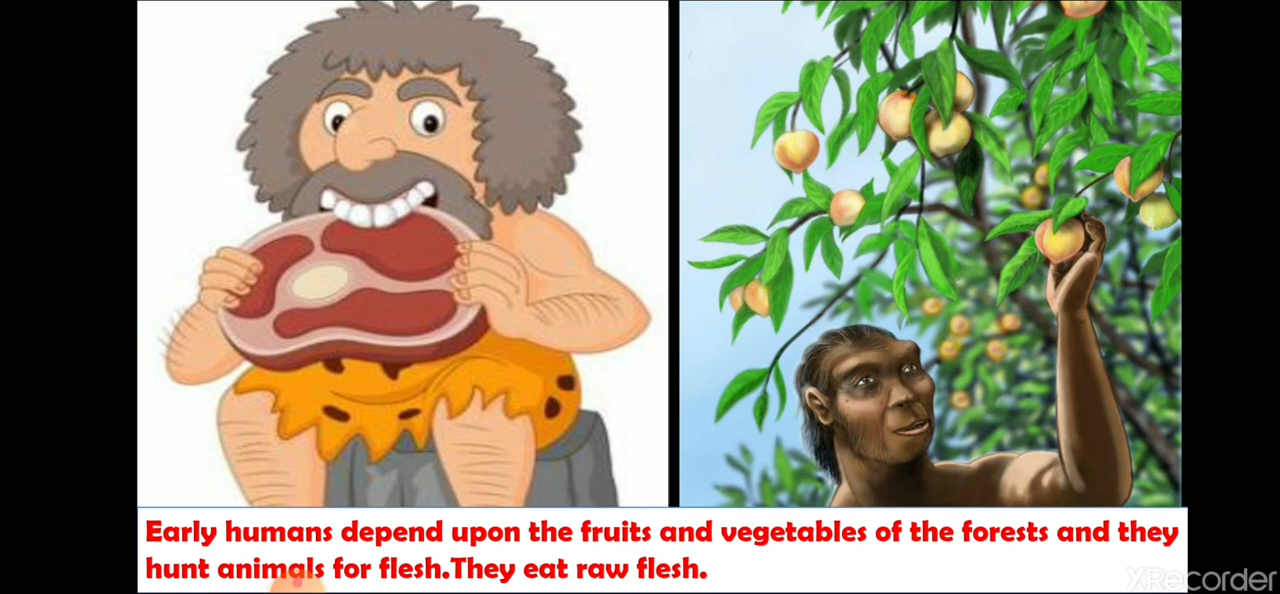 Early humans depend upon the fruits and vegetables of the forests and they
hunt animals for flesh.They eat raw flesh.
XRecorder